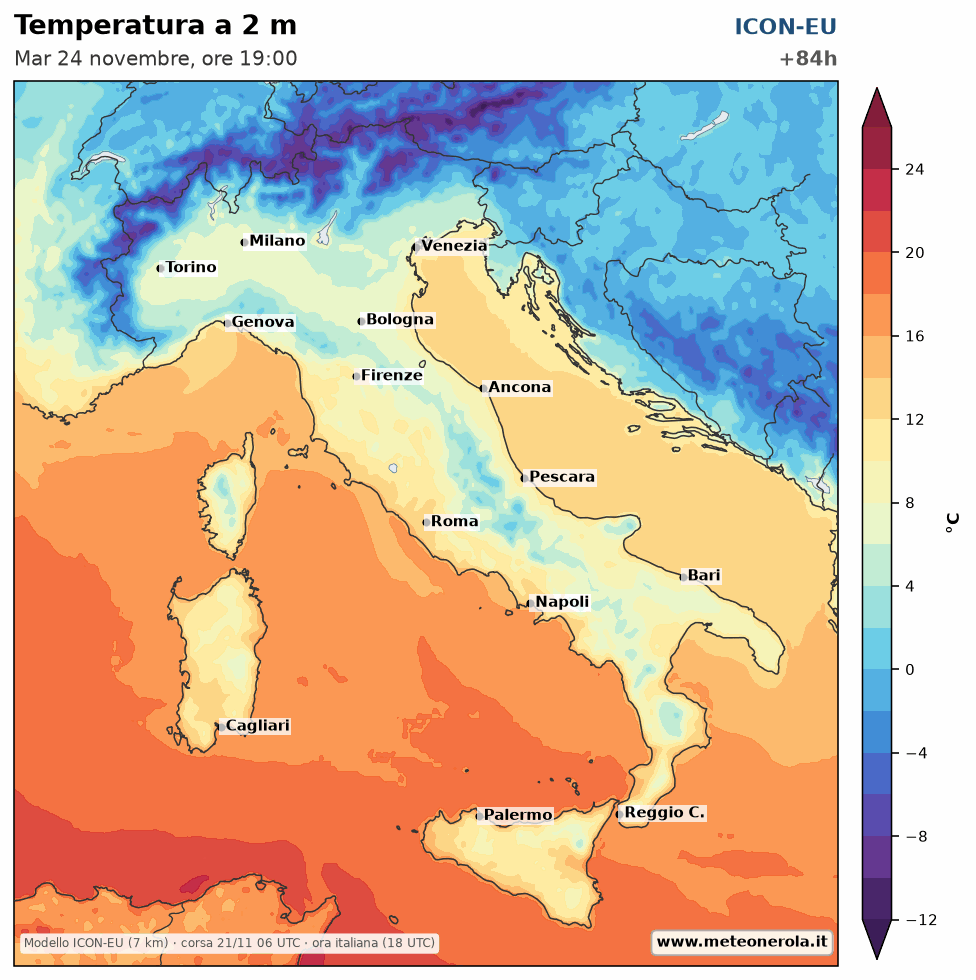 Temperatura a 2 m
ICON-EU
Mar 24 novembre, ore 19:00
+84h
Milano
Venezia
Torino
Genova
Bologna
Firenze
Ancona
Pescara
Roma
Bari
Napoli
Cagliari
Palermo
Reggio C.
24
20
16
12
8
4
0
−4
−8
−12
°C
Modello ICON-EU (7 km) · corsa 21/11 06 UTC · ora italiana (18 UTC)
www.meteonerola.it